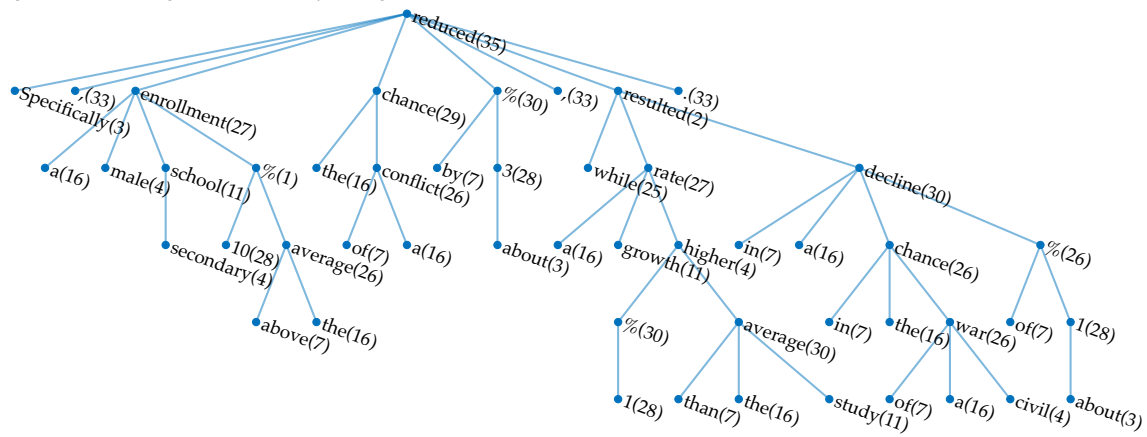 reduced(35)
Specifically(3) ,(33) enrollment(27) chance(29) %(30) ,(33) resulted(2) .(33)
a(16) male(4) school(11) %(1) the(16) conflict(26) by(7) 3(28) while(25) rate(27) decline(30)
secondary(4) 10(28) average(26) of(7) a(16) about(3) a(16) growth(11) higher(4) in(7) a(16) chance(26) %(26)
above(7) the(16) %(30) average(30) in(7) the(16) war(26) of(7) 1(28)
1(28) than(7) the(16) study(11) of(7) a(16) civil(4) about(3)